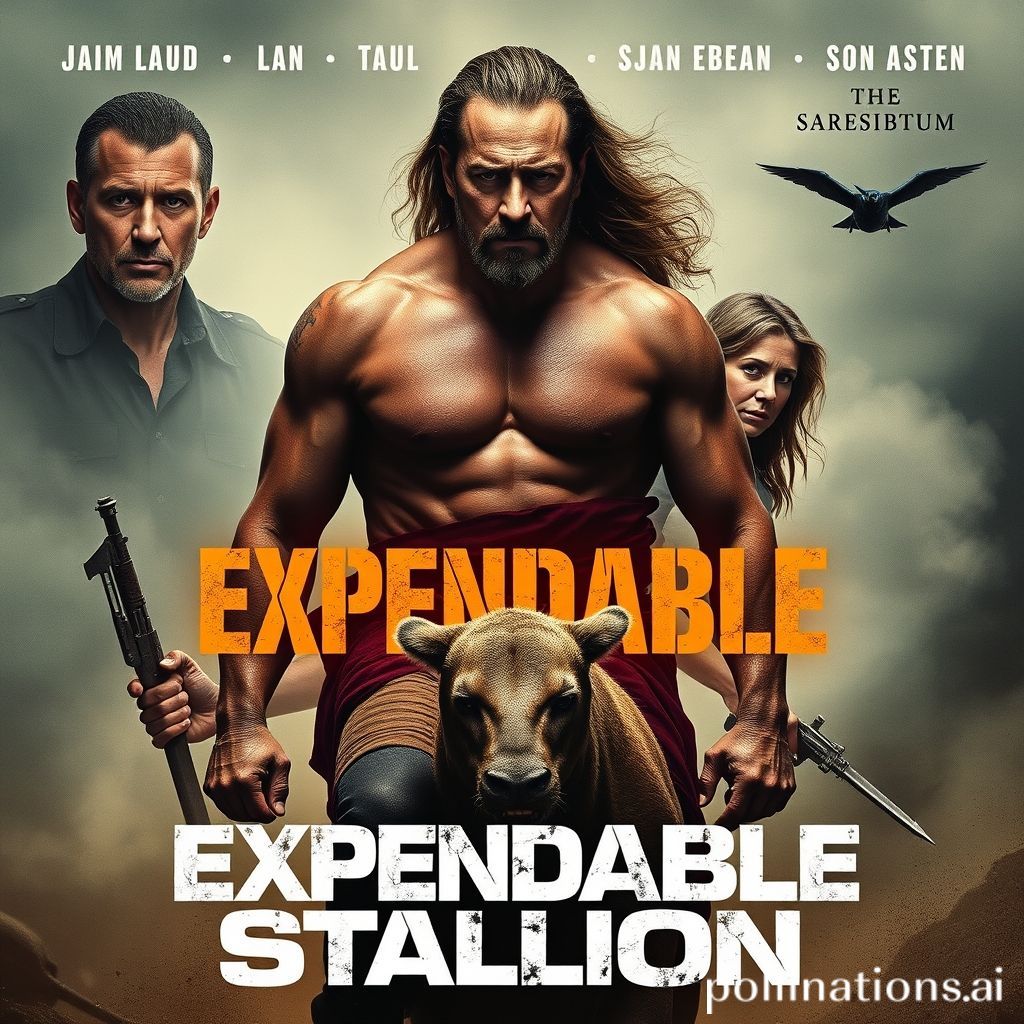 JAIM LAUD • LAN • TAUL • SJAN EBEAN • SON ASTEN
THE
SARESIBTUM
EXPENDABLE
EXPENDABLE
STALLION
pollinations.ai